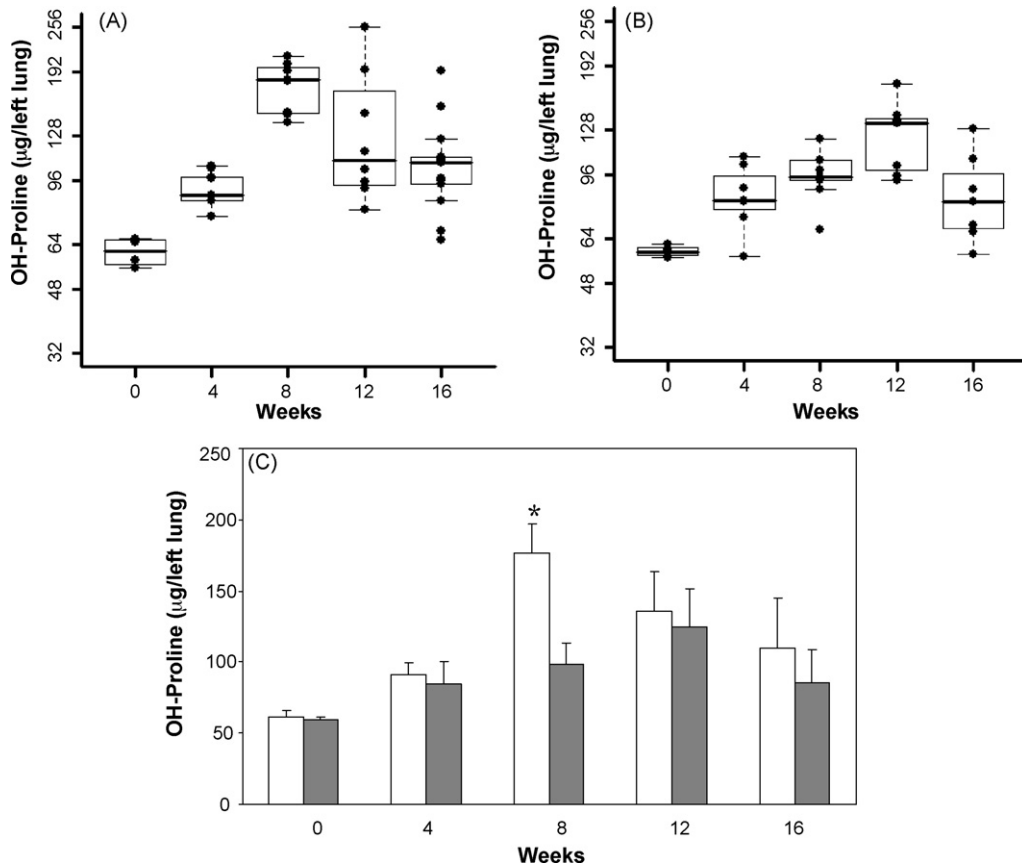 (A)
OH-Proline (µg/left lung)
256
192
128
96
64
48
32
0 4 8 12 16
Weeks
(B)
OH-Proline (µg/left lung)
256
192
128
96
64
48
32
0 4 8 12 16
Weeks
(C)
OH-Proline (µg/left lung)
250
200
150
100
50
0
*
0 4 8 12 16
Weeks